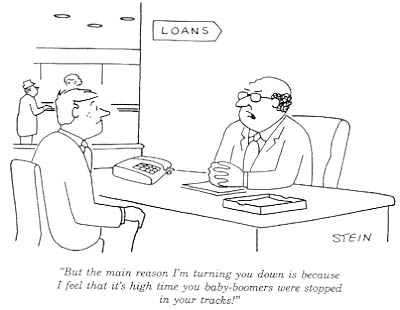 LOANS
STEIN
"But the main reason I'm turning you down is because
I feel that it's high time you baby-boomers were stopped
in your tracks!"